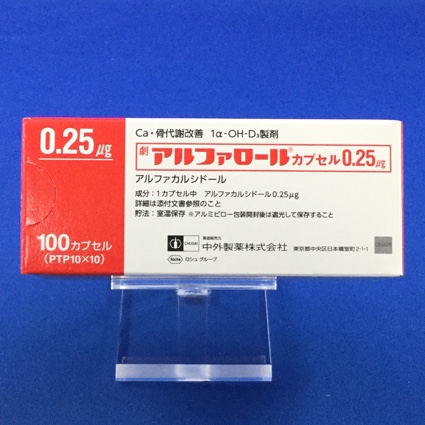 0.25μg
100カプセル
(PTP10×10)
Ca・骨代謝改善 1α-OH-D₃製剤
劇 アルファロール® カプセル0.25μg
アルファカルシドール
成分：1カプセル中 アルファカルシドール0.25μg
詳細は添付文書参照のこと
貯法：室温保存 ※アルミピロー包装開封後は遮光して保存すること
CHUGAI
製造販売元
中外製薬株式会社 東京都中央区日本橋室町2-1-1
Roche ロシュ グループ